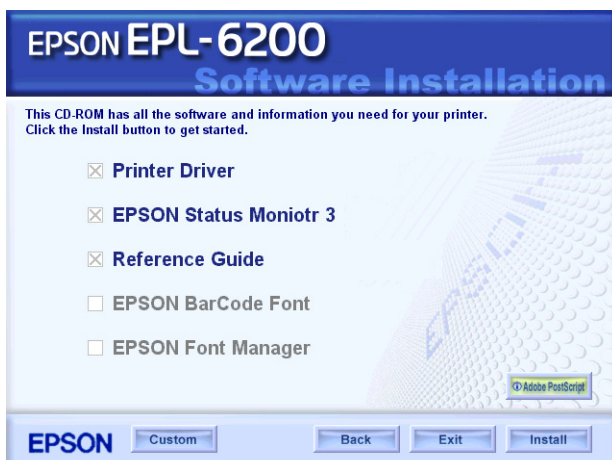 EPSON EPL-6200
Software Installation
This CD-ROM has all the software and information you need for your printer.
Click the Install button to get started.
Printer Driver
EPSON Status Moniotr 3
Reference Guide
EPSON BarCode Font
EPSON Font Manager
EPSON
Adobe PostScript
EPSON Custom Back Exit Install